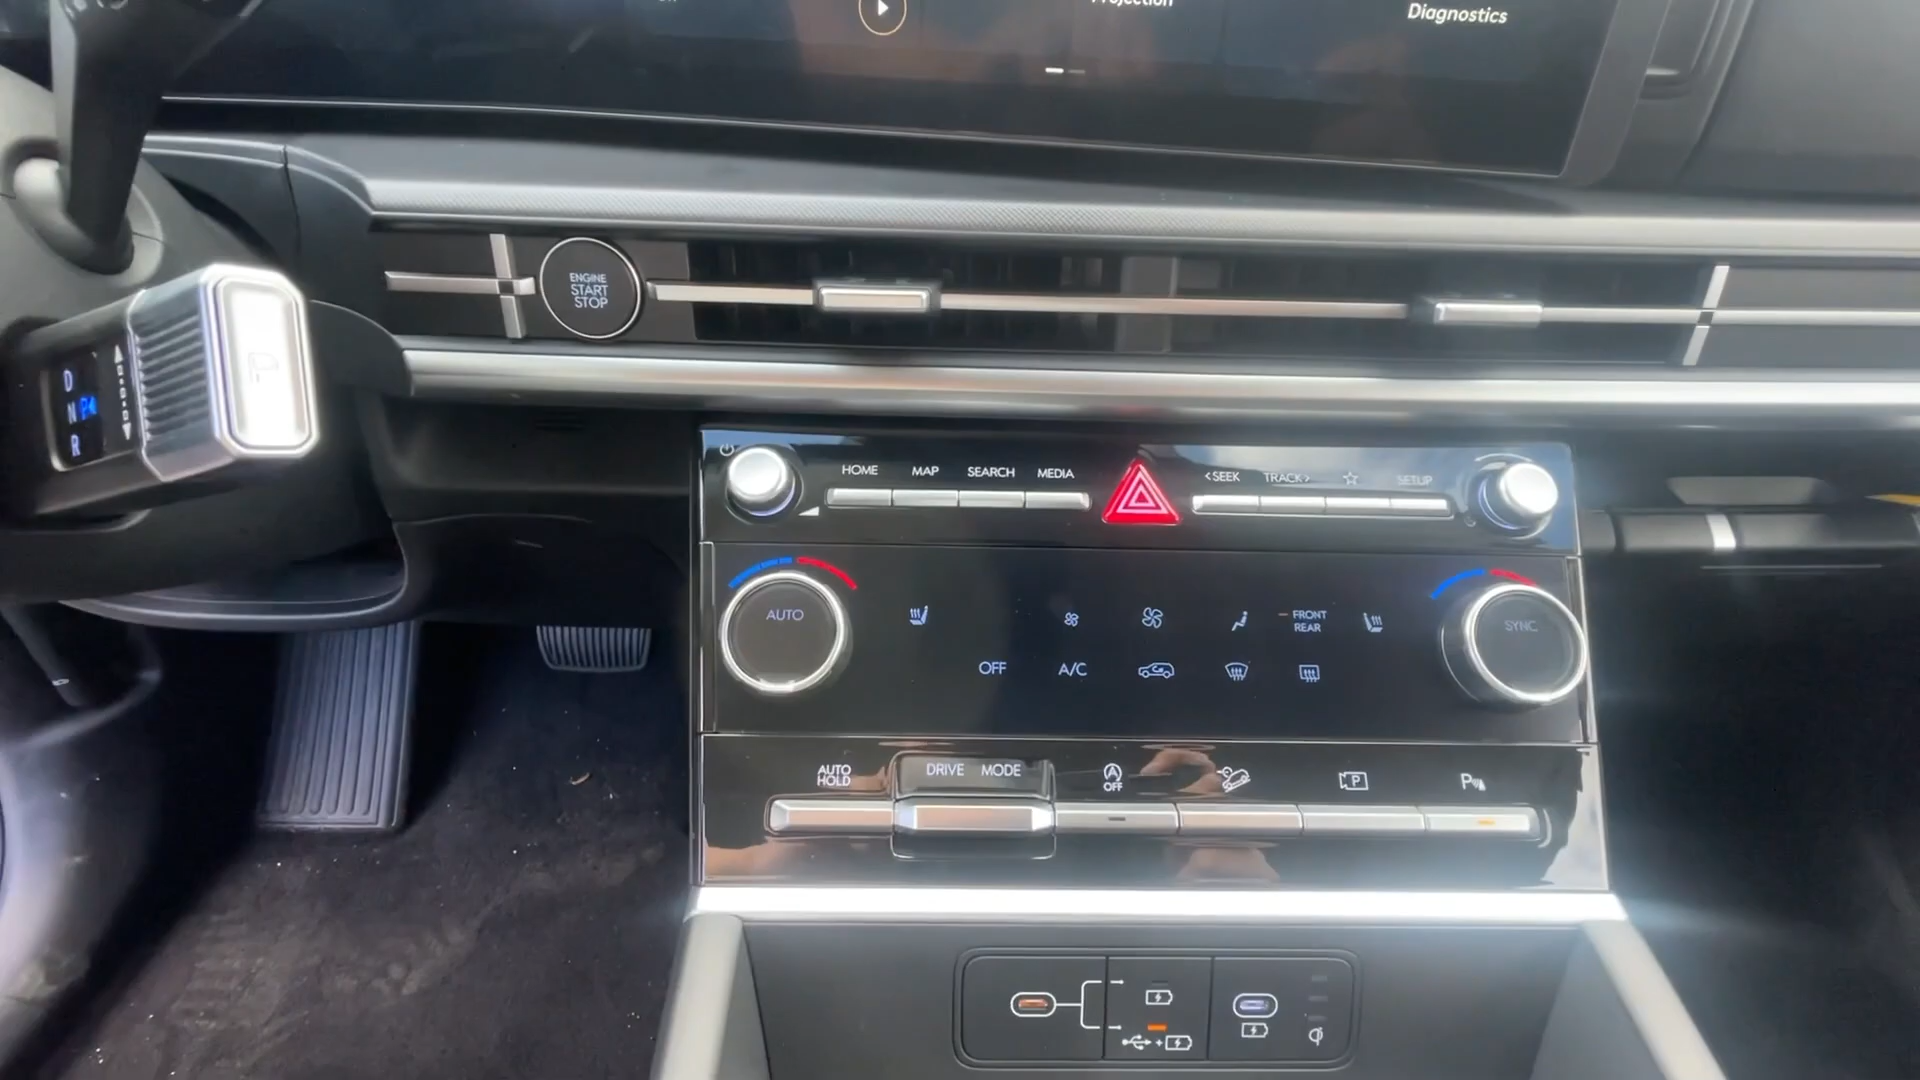 Projection
Diagnostics
ENGINE
START
STOP
D
N P
R
HOME MAP SEARCH MEDIA
< SEEK TRACK > SETUP
AUTO
FRONT
REAR
SYNC
OFF A/C
AUTO
HOLD
DRIVE MODE
A
OFF
P
P